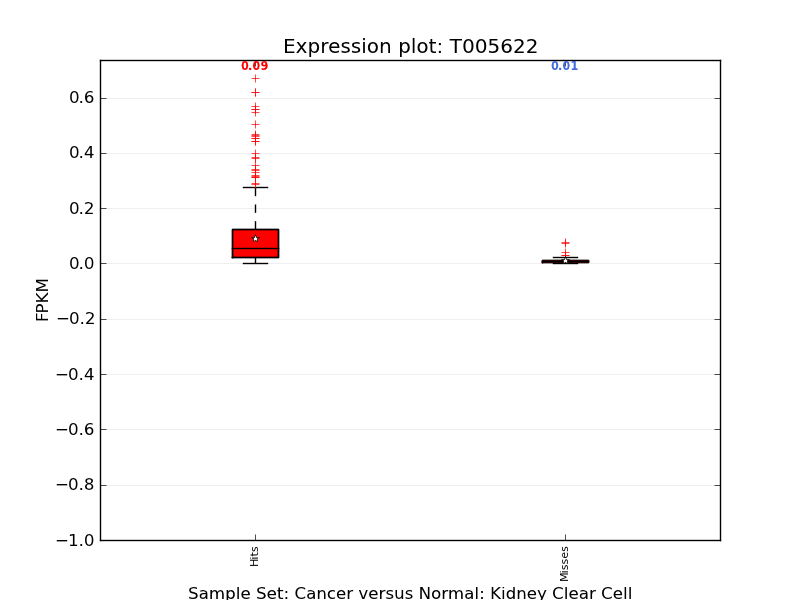 Expression plot: T005622
0.09
0.01
0.6
0.4
0.2
0.0
−0.2
−0.4
−0.6
−0.8
−1.0
FPKM
Hits
Misses
Sample Set: Cancer versus Normal: Kidney Clear Cell